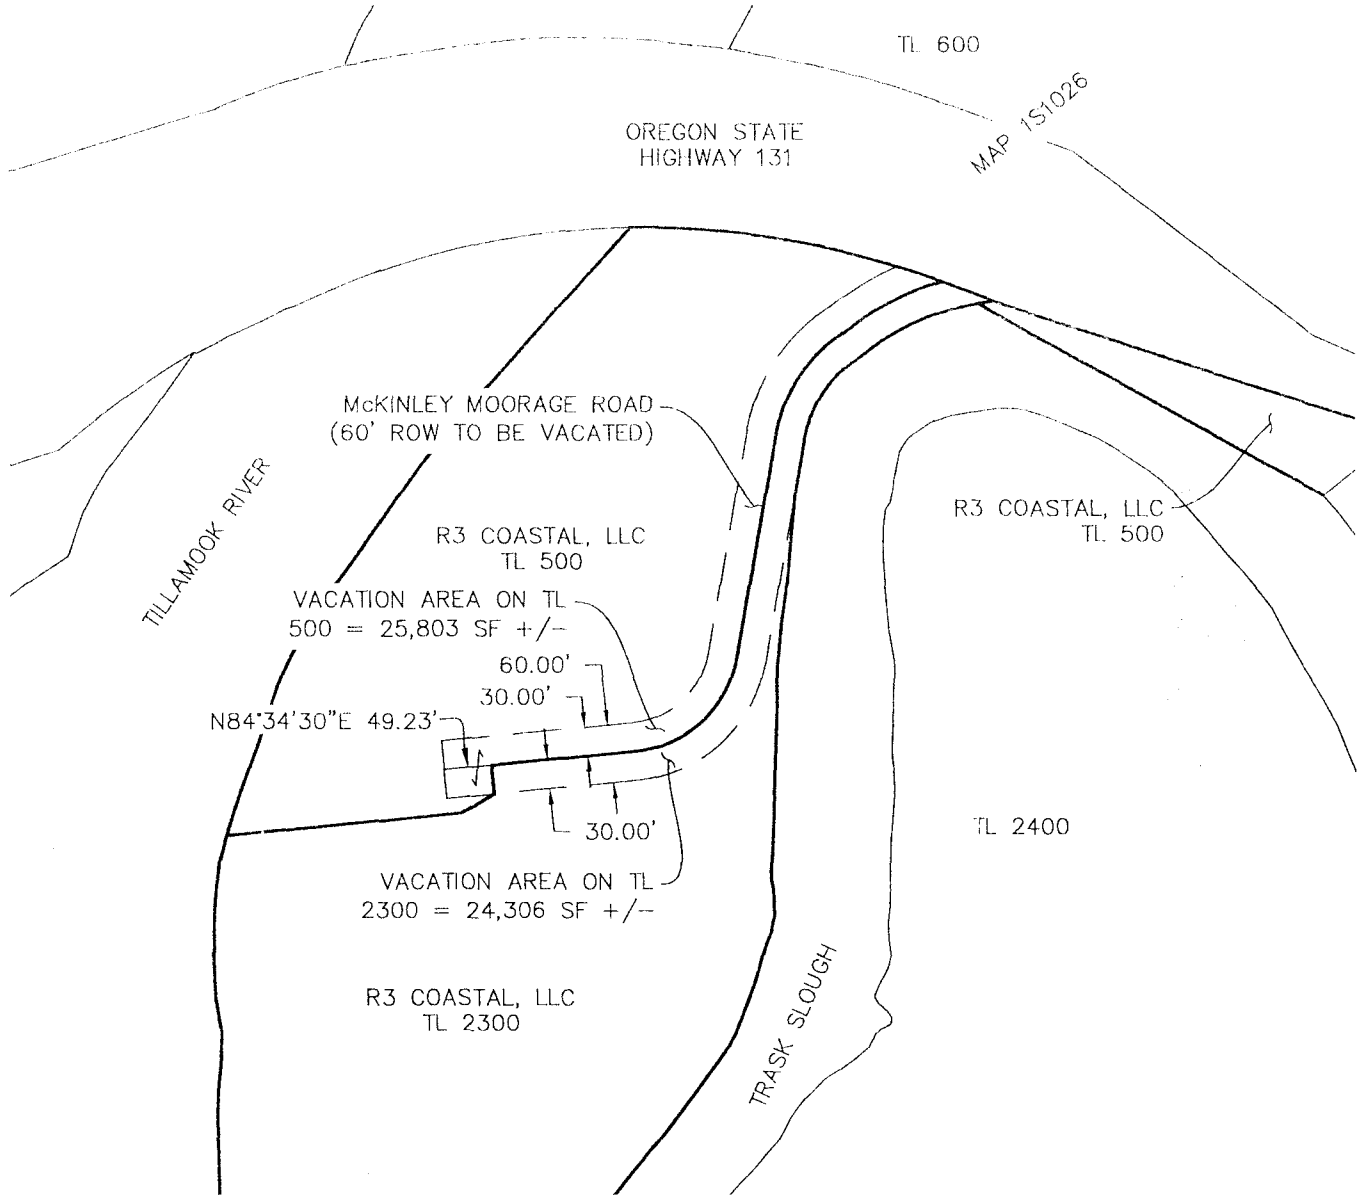 TL 600
MAP 1S1026
OREGON STATE
HIGHWAY 131
McKINLEY MOORAGE ROAD
(60' ROW TO BE VACATED)
TILLAMOOK RIVER
R3 COASTAL, LLC
TL 500
R3 COASTAL, LLC
TL 500
VACATION AREA ON TL
500 = 25,803 SF +/-
60.00'
30.00'
N84°34'30"E 49.23'
30.00'
TL 2400
VACATION AREA ON TL
2300 = 24,306 SF +/-
R3 COASTAL, LLC
TL 2300
TRASK SLOUGH